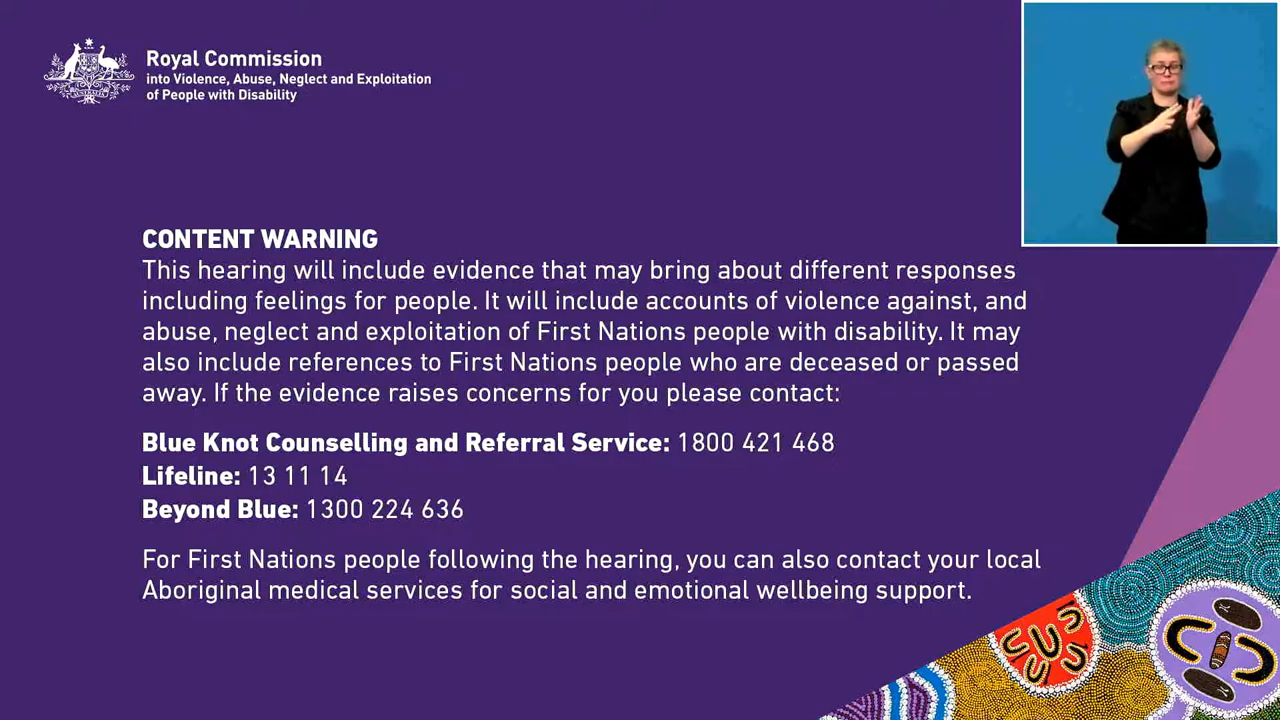 Royal Commission
into Violence, Abuse, Neglect and Exploitation
of People with Disability
CONTENT WARNING
This hearing will include evidence that may bring about different responses
including feelings for people. It will include accounts of violence against, and
abuse, neglect and exploitation of First Nations people with disability. It may
also include references to First Nations people who are deceased or passed
away. If the evidence raises concerns for you please contact:
Blue Knot Counselling and Referral Service: 1800 421 468
Lifeline: 13 11 14
Beyond Blue: 1300 224 636
For First Nations people following the hearing, you can also contact your local
Aboriginal medical services for social and emotional wellbeing support.